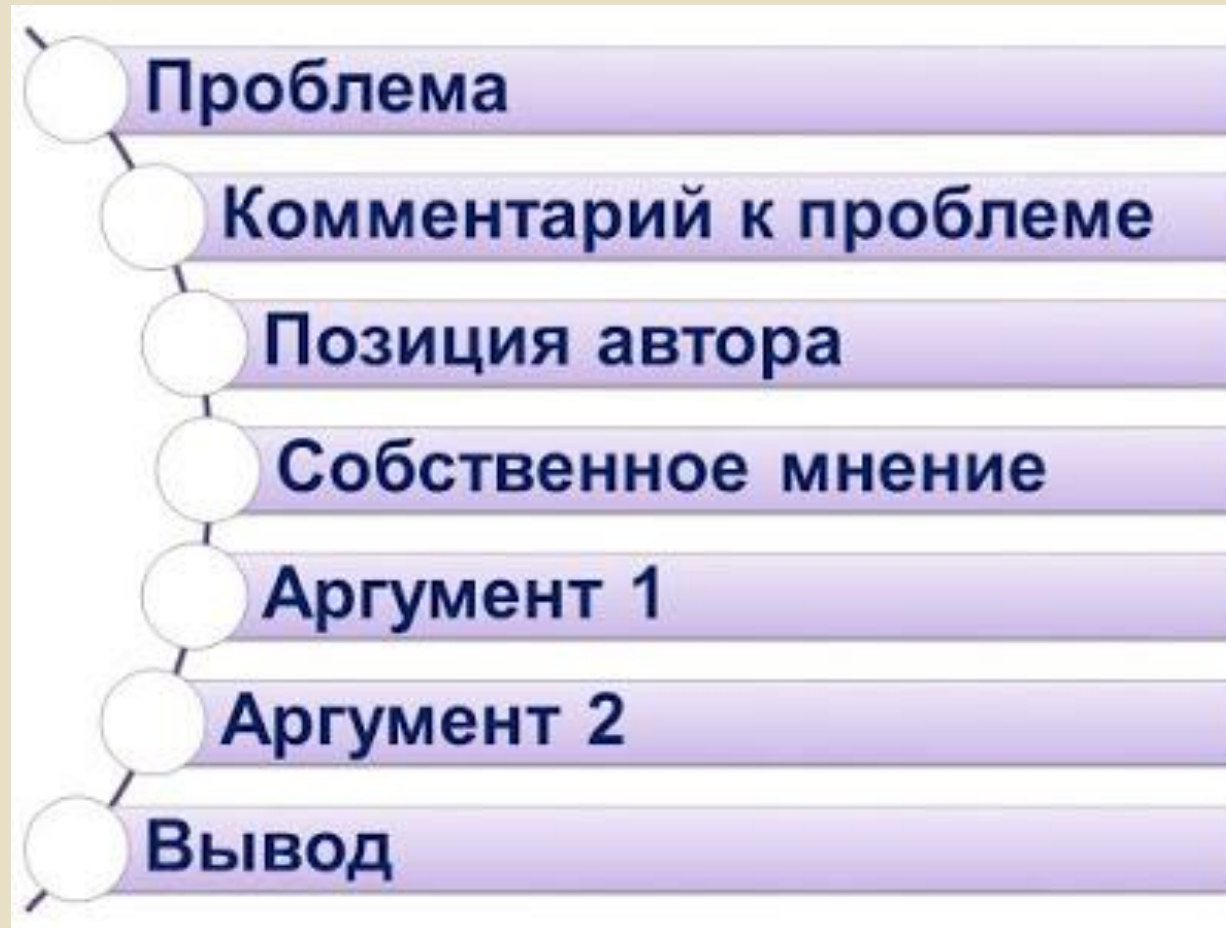 Проблема
Комментарий к проблеме
Позиция автора
Собственное мнение
Аргумент 1
Аргумент 2
Вывод